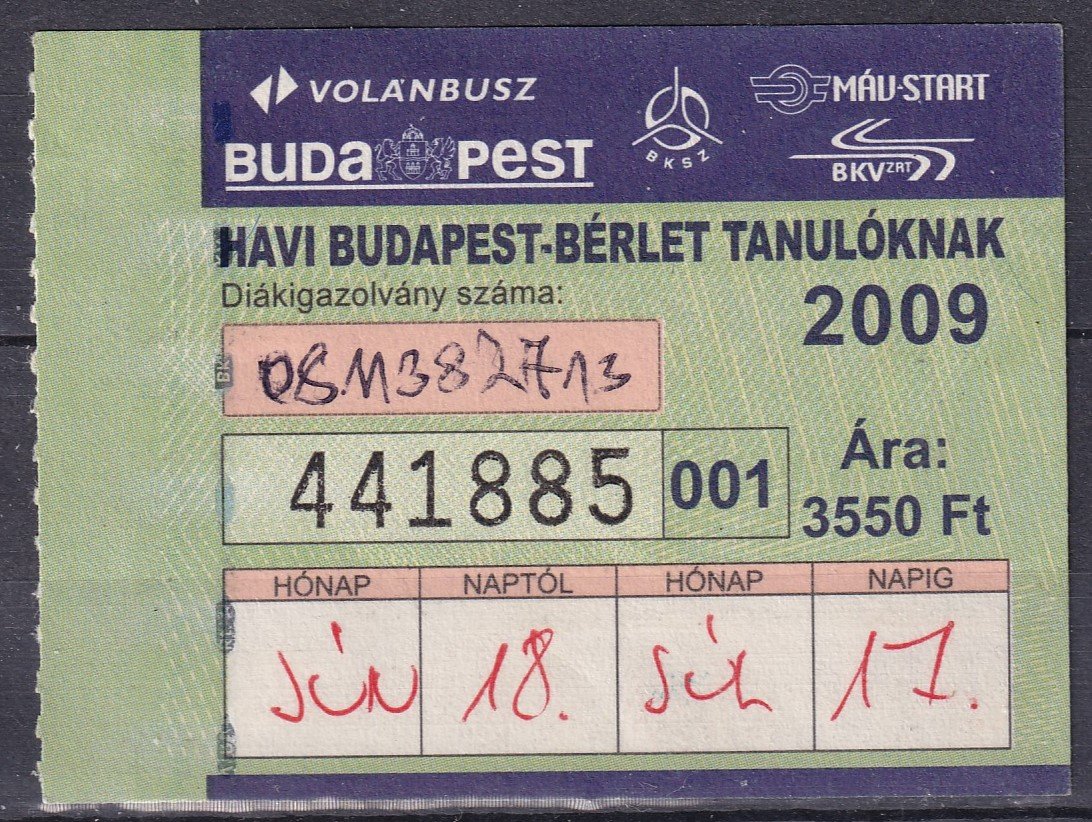 VOLÁNBUSZ
BUDAPEST
BKSZ
MÁV-START
BKV ZRT
HAVI BUDAPEST-BÉRLET TANULÓKNAK
Diákigazolvány száma:
2009
441885 001
Ára:
3550 Ft
HÓNAP NAPTÓL HÓNAP NAPIG
JÚN 18. JÚL 17.